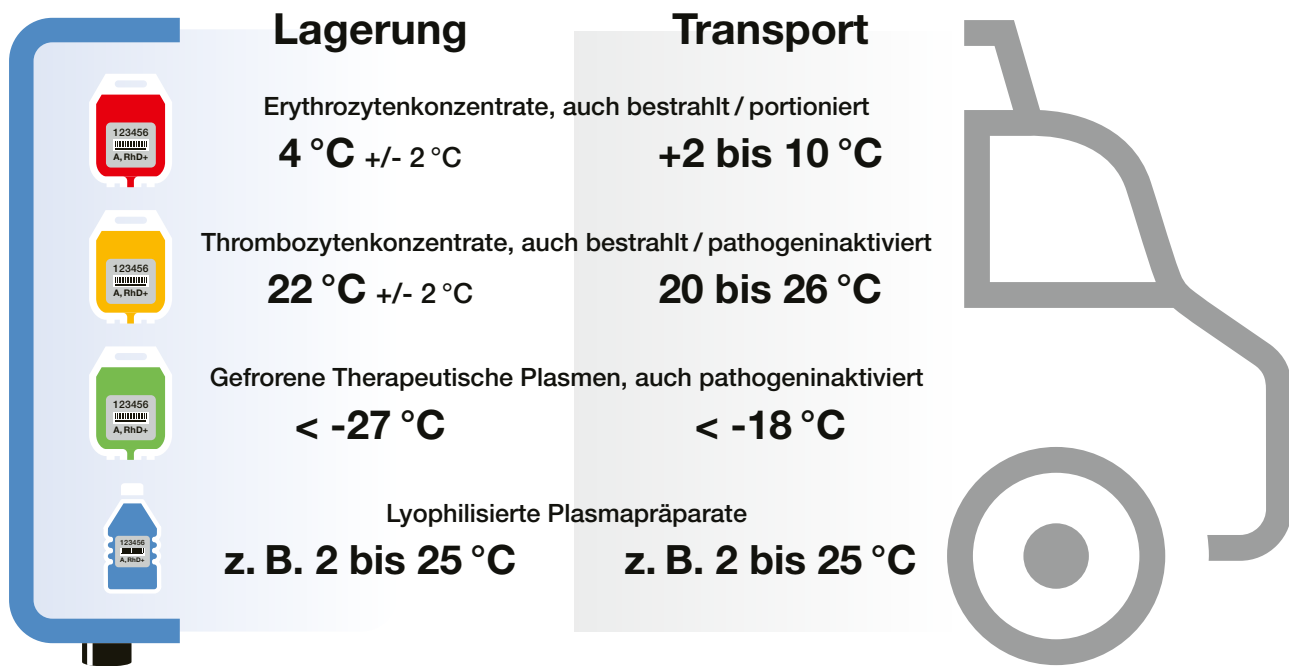 Lagerung Transport
Erythrozytenkonzentrate, auch bestrahlt / portioniert
123456
A, RhD+
4 °C +/- 2 °C +2 bis 10 °C
Thrombozytenkonzentrate, auch bestrahlt / pathogeninaktiviert
123456
A, RhD+
22 °C +/- 2 °C 20 bis 26 °C
Gefrorene Therapeutische Plasmen, auch pathogeninaktiviert
123456
A, RhD+
< -27 °C < -18 °C
Lyophilisierte Plasmapräparate
123456
A, RhD+
z. B. 2 bis 25 °C z. B. 2 bis 25 °C